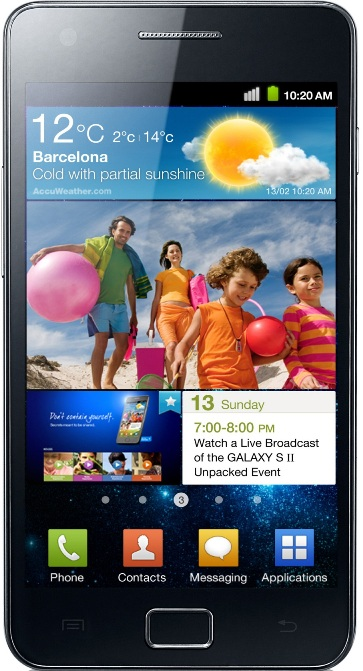 10:20 AM
12°C 2°c | 14°c
Barcelona
Cold with partial sunshine
AccuWeather.com 13/02 10:20 AM
Don't contain yourself.
13 Sunday
7:00-8:00 PM
Watch a Live Broadcast
of the GALAXY S II
Unpacked Event
3
Phone Contacts Messaging Applications